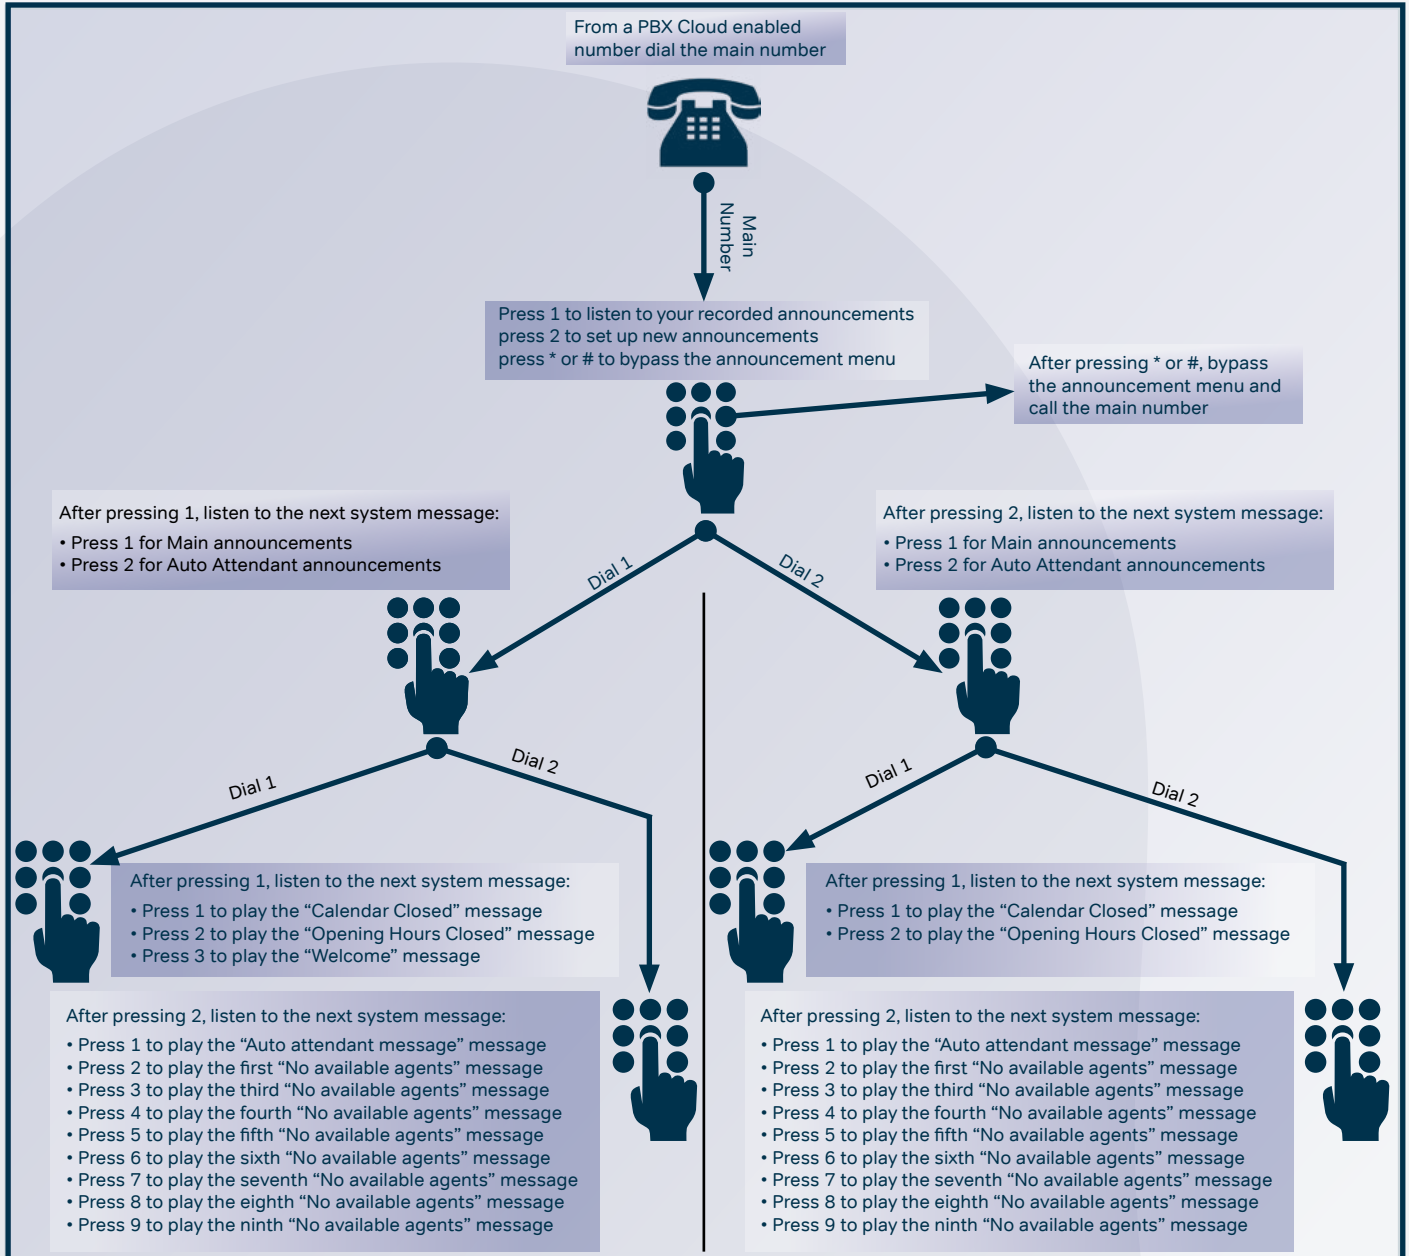 From a PBX Cloud enabled
number dial the main number
Main
Number
Press 1 to listen to your recorded announcements
press 2 to set up new announcements
press * or # to bypass the announcement menu
After pressing * or #, bypass
the announcement menu and
call the main number
After pressing 1, listen to the next system message:
• Press 1 for Main announcements
• Press 2 for Auto Attendant announcements
After pressing 2, listen to the next system message:
• Press 1 for Main announcements
• Press 2 for Auto Attendant announcements
Dial 1
Dial 2
Dial 1
Dial 2
Dial 1
Dial 2
After pressing 1, listen to the next system message:
• Press 1 to play the “Calendar Closed” message
• Press 2 to play the “Opening Hours Closed” message
• Press 3 to play the “Welcome” message
After pressing 1, listen to the next system message:
• Press 1 to play the “Calendar Closed” message
• Press 2 to play the “Opening Hours Closed” message
After pressing 2, listen to the next system message:
• Press 1 to play the “Auto attendant message” message
• Press 2 to play the first “No available agents” message
• Press 3 to play the third “No available agents” message
• Press 4 to play the fourth “No available agents” message
• Press 5 to play the fifth “No available agents” message
• Press 6 to play the sixth “No available agents” message
• Press 7 to play the seventh “No available agents” message
• Press 8 to play the eighth “No available agents” message
• Press 9 to play the ninth “No available agents” message
After pressing 2, listen to the next system message:
• Press 1 to play the “Auto attendant message” message
• Press 2 to play the first “No available agents” message
• Press 3 to play the third “No available agents” message
• Press 4 to play the fourth “No available agents” message
• Press 5 to play the fifth “No available agents” message
• Press 6 to play the sixth “No available agents” message
• Press 7 to play the seventh “No available agents” message
• Press 8 to play the eighth “No available agents” message
• Press 9 to play the ninth “No available agents” message